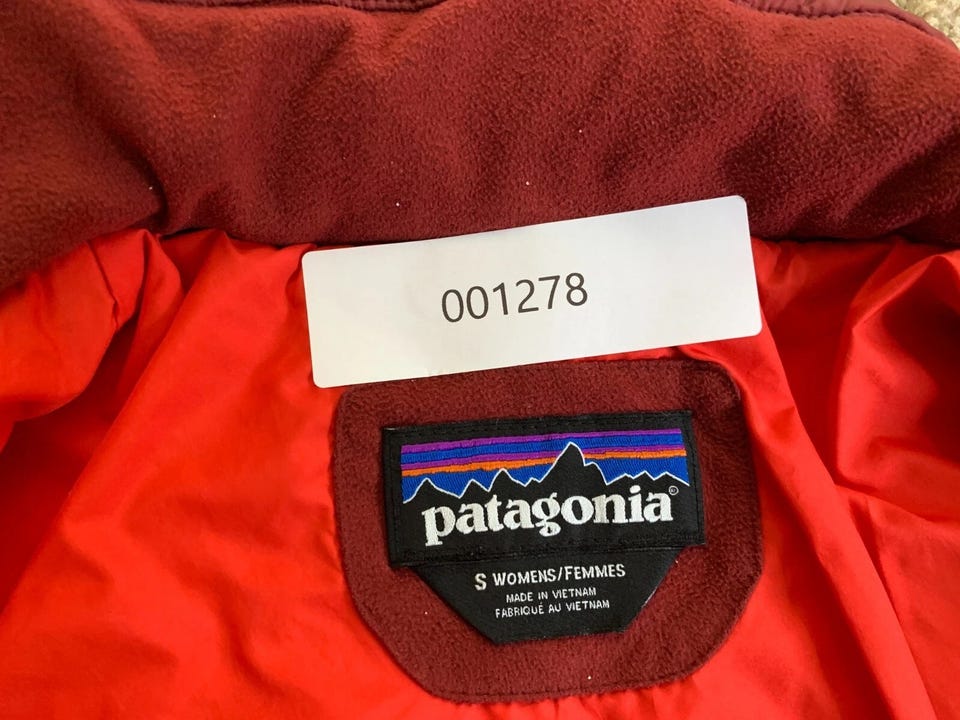 001278
patagonia®
S WOMENS/FEMMES
MADE IN VIETNAM
FABRIQUÉ AU VIETNAM